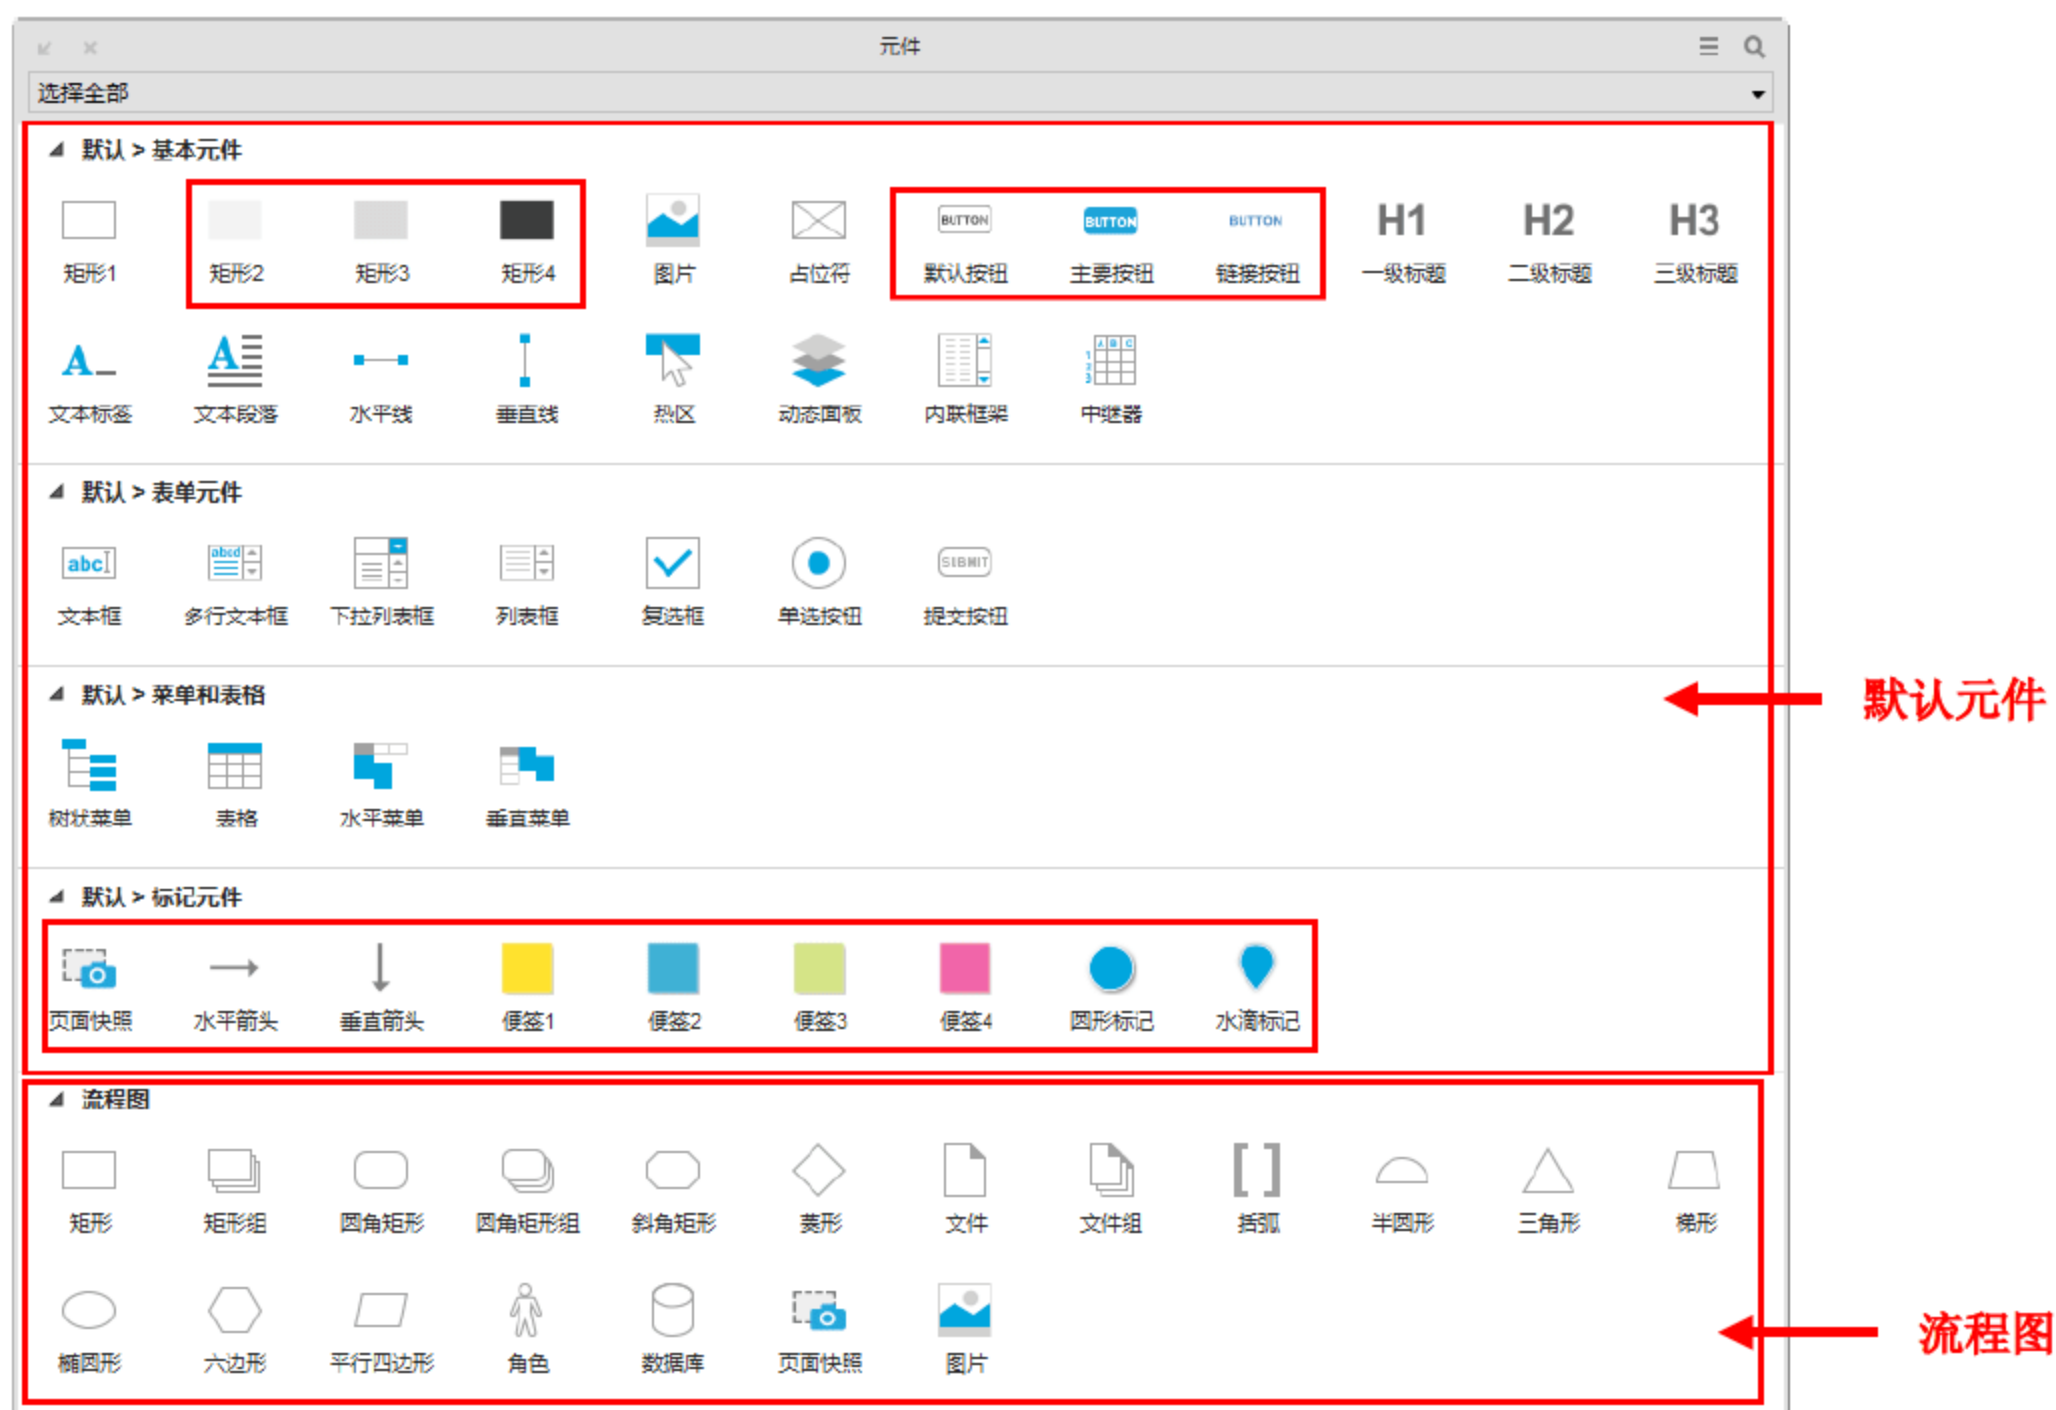 元件
选择全部
默认 > 基本元件
BUTTON BUTTON BUTTON H1 H2 H3
矩形1 矩形2 矩形3 矩形4 图片 占位符 默认按钮 主要按钮 链接按钮 一级标题 二级标题 三级标题
A A A B C
1
2
3
文本标签 文本段落 水平线 垂直线 热区 动态面板 内联框架 中继器
默认 > 表单元件
abc abcd SUBMIT
文本框 多行文本框 下拉列表框 列表框 复选框 单选按钮 提交按钮
默认 > 菜单和表格
默认元件
树状菜单 表格 水平菜单 垂直菜单
默认 > 标记元件
页面快照 水平箭头 垂直箭头 便签1 便签2 便签3 便签4 圆形标记 水滴标记
流程图
矩形 矩形组 圆角矩形 圆角矩形组 斜角矩形 菱形 文件 文件组 括弧 半圆形 三角形 梯形
流程图
椭圆形 六边形 平行四边形 角色 数据库 页面快照 图片